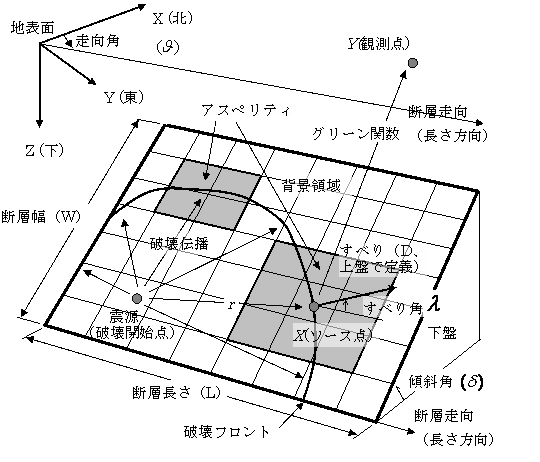 X (北)
地表面
走向角
(𝜗)
Y(観測点)
Y (東)
アスペリティ
断層走向
(長さ方向)
グリーン関数
Z (下)
背景領域
断層幅 (W)
破壊伝播
すべり (D、
上盤で定義)
r
すべり角 λ
震源
(破壊開始点)
X(ソース点)
下盤
傾斜角 (δ)
断層長さ (L)
断層走向
(長さ方向)
破壊フロント